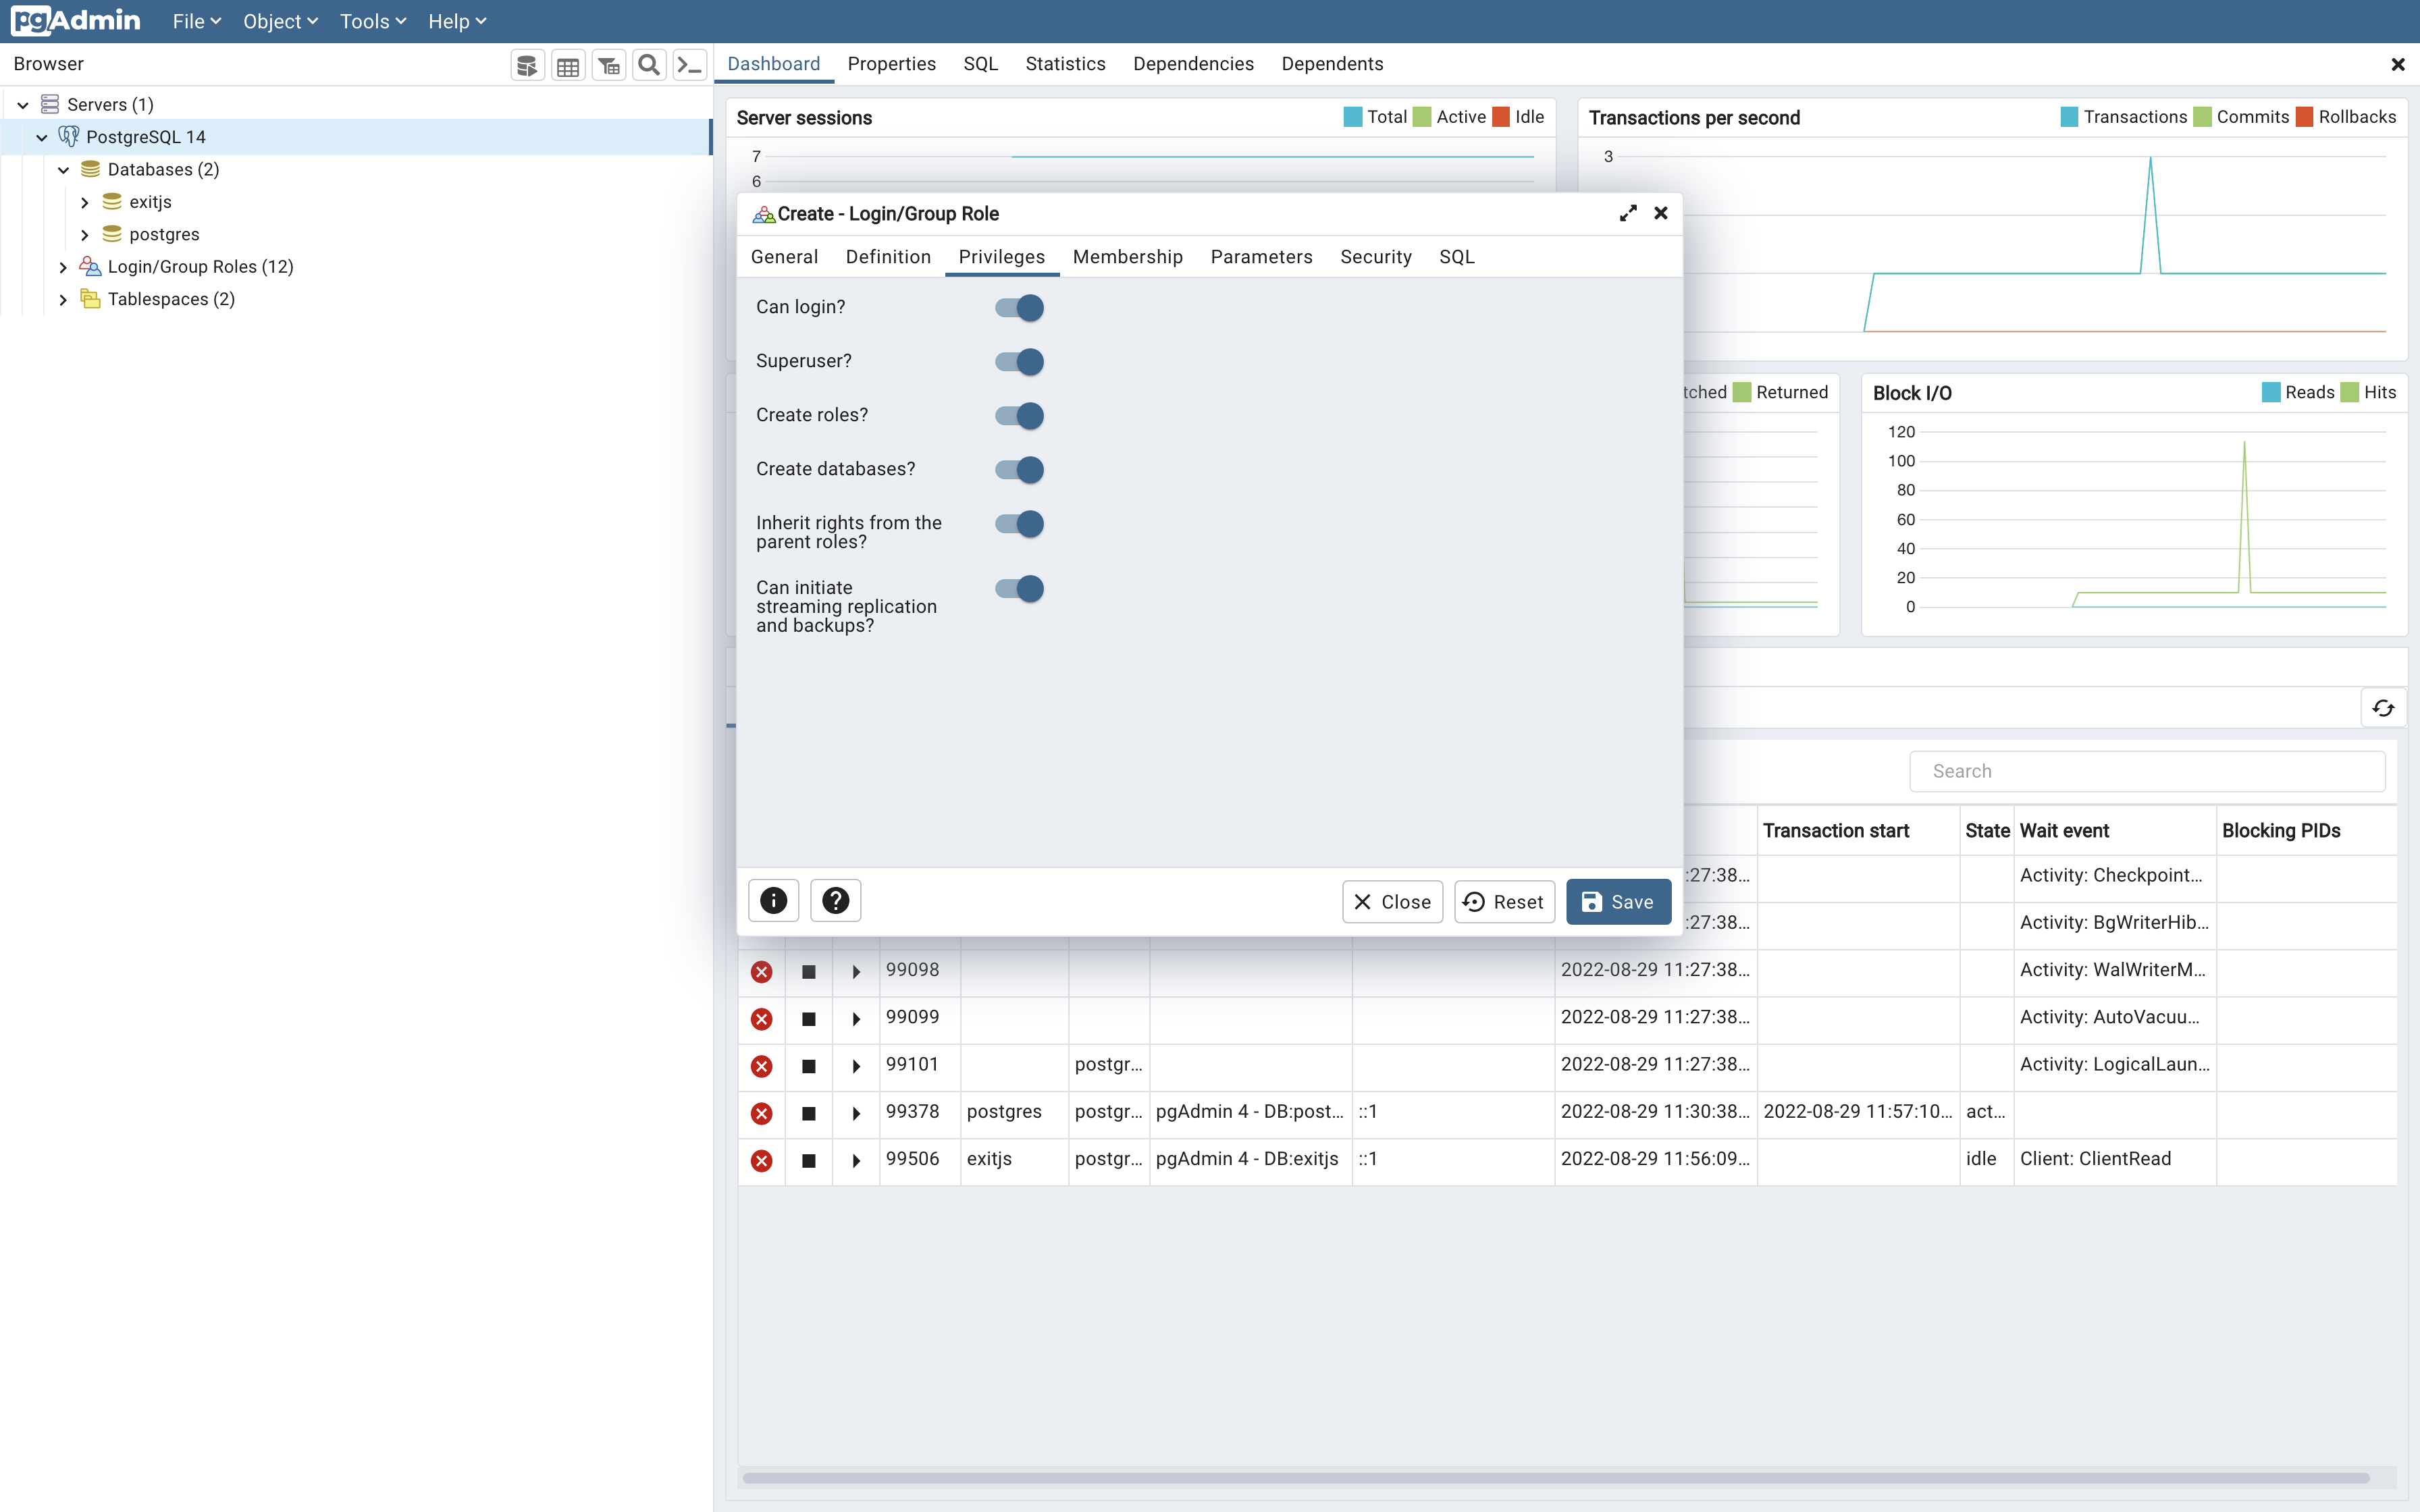 pgAdmin File Object Tools Help
Browser
Dashboard Properties SQL Statistics Dependencies Dependents
Servers (1)
PostgreSQL 14
Databases (2)
exitjs
postgres
Login/Group Roles (12)
Tablespaces (2)
Server sessions Total Active Idle
7
6
Transactions per second Transactions Commits Rollbacks
3
Create - Login/Group Role
General Definition Privileges Membership Parameters Security SQL
Can login?
Superuser?
Create roles?
Create databases?
Inherit rights from the
parent roles?
Can initiate
streaming replication
and backups?
Close Reset Save
tched Returned
Block I/O Reads Hits
120
100
80
60
40
20
0
Search
Transaction start State Wait event Blocking PIDs
:27:38... Activity: Checkpoint...
:27:38... Activity: BgWriterHib...
99098 2022-08-29 11:27:38... Activity: WalWriterM...
99099 2022-08-29 11:27:38... Activity: AutoVacuu...
99101 postgr... 2022-08-29 11:27:38... Activity: LogicalLaun...
99378 postgres postgr... pgAdmin 4 - DB:post... ::1 2022-08-29 11:30:38... 2022-08-29 11:57:10... act...
99506 exitjs postgr... pgAdmin 4 - DB:exitjs ::1 2022-08-29 11:56:09... idle Client: ClientRead